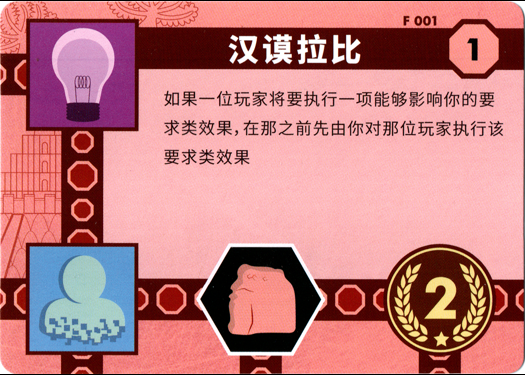 F 001
汉谟拉比
1
如果一位玩家将要执行一项能够影响你的要
求类效果，在那之前先由你对那位玩家执行该
要求类效果
2